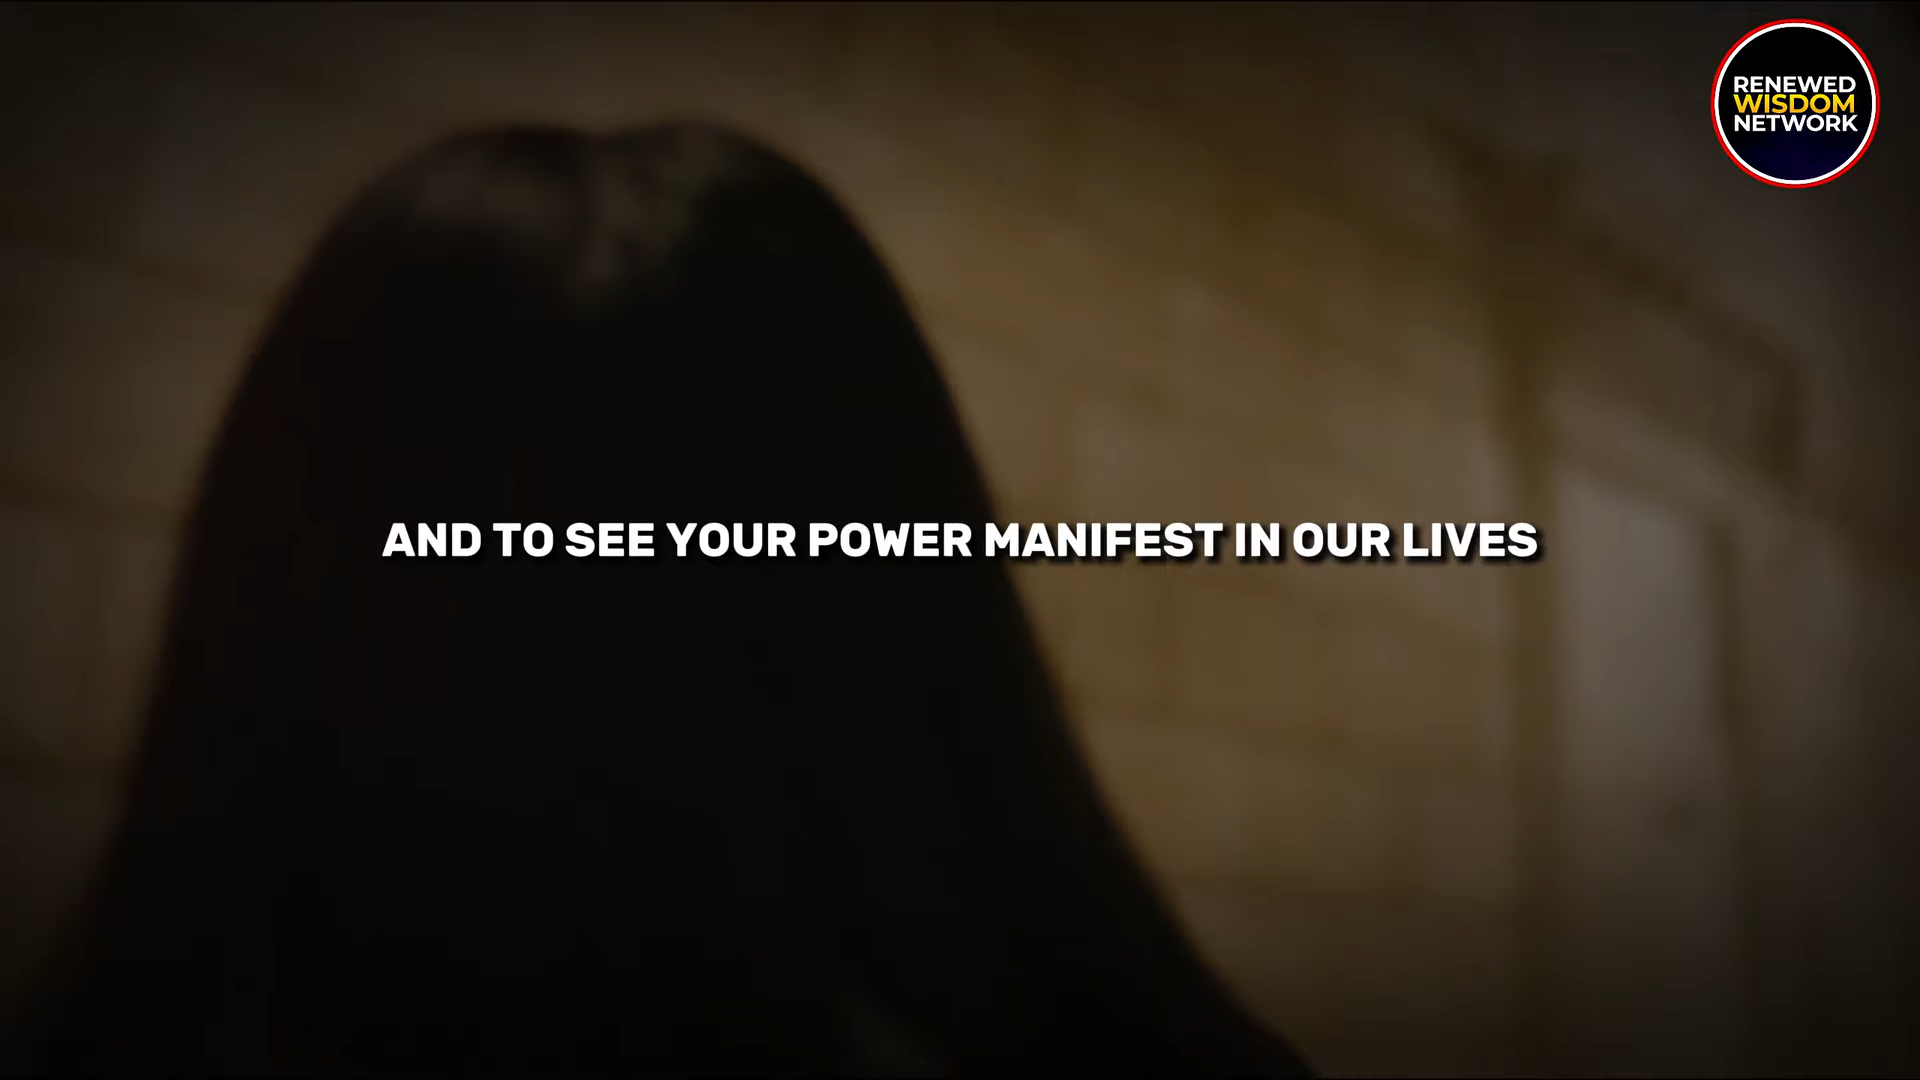 RENEWED
WISDOM
NETWORK
AND TO SEE YOUR POWER MANIFEST IN OUR LIVES